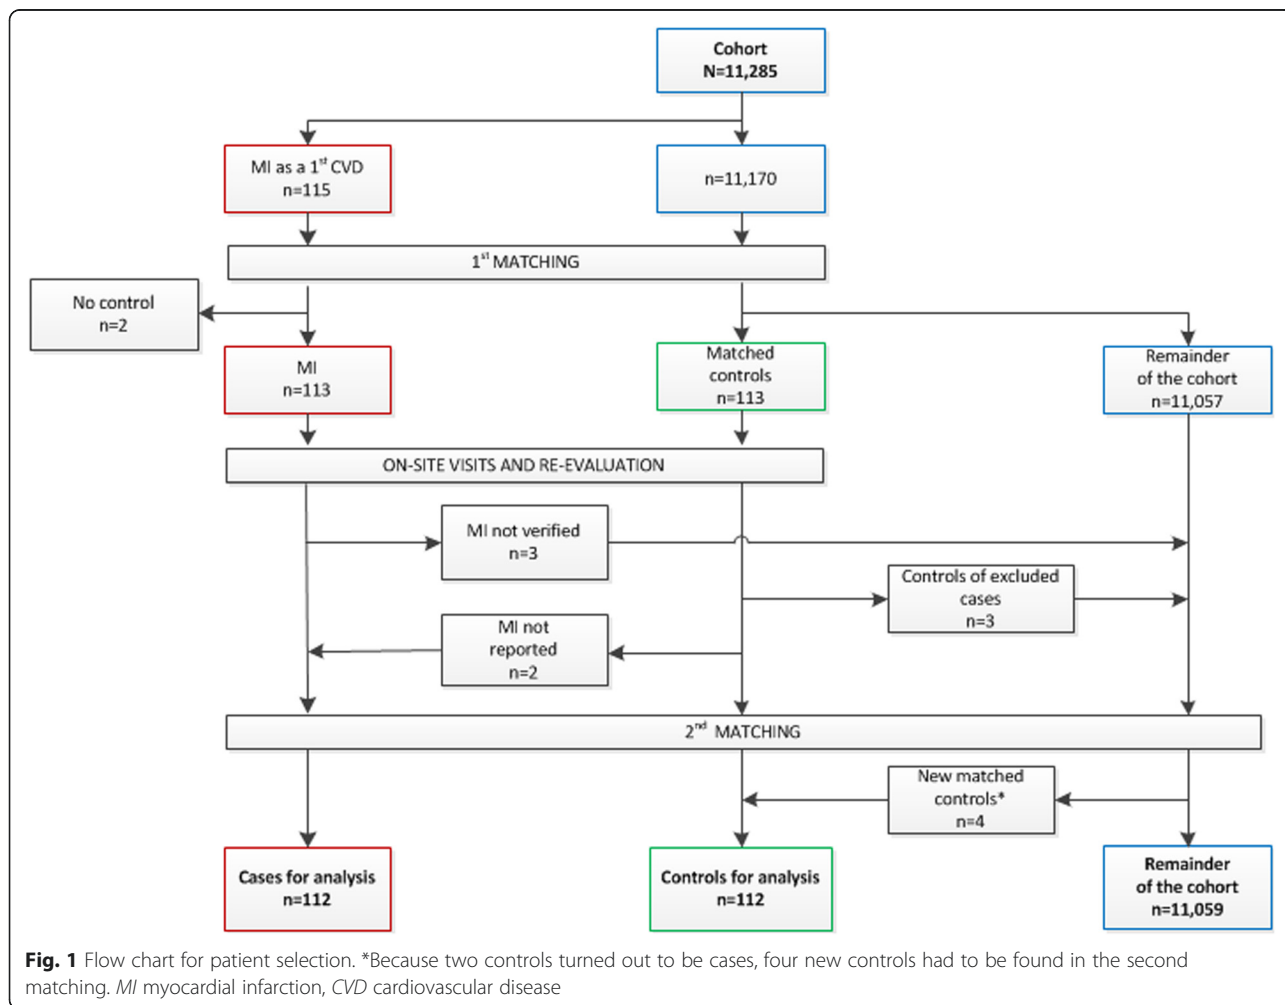 Cohort
N=11,285
MI as a 1st CVD
n=115
n=11,170
1st MATCHING
No control
n=2
MI
n=113
Matched
controls
n=113
Remainder
of the cohort
n=11,057
ON-SITE VISITS AND RE-EVALUATION
MI not verified
n=3
Controls of excluded
cases
n=3
MI not
reported
n=2
2nd MATCHING
New matched
controls*
n=4
Cases for analysis
n=112
Controls for analysis
n=112
Remainder
of the cohort
n=11,059
Fig. 1 Flow chart for patient selection. *Because two controls turned out to be cases, four new controls had to be found in the second
matching. MI myocardial infarction, CVD cardiovascular disease